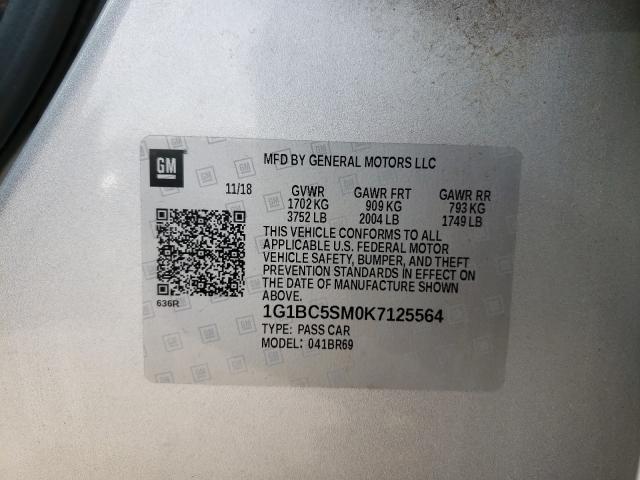 GM
MFD BY GENERAL MOTORS LLC
11/18 GVWR GAWR FRT GAWR RR
1702 KG 909 KG 793 KG
3752 LB 2004 LB 1749 LB
THIS VEHICLE CONFORMS TO ALL
APPLICABLE U.S. FEDERAL MOTOR
VEHICLE SAFETY, BUMPER, AND THEFT
PREVENTION STANDARDS IN EFFECT ON
THE DATE OF MANUFACTURE SHOWN
ABOVE.
636R
1G1BC5SM0K7125564
TYPE: PASS CAR
MODEL: 041BR69